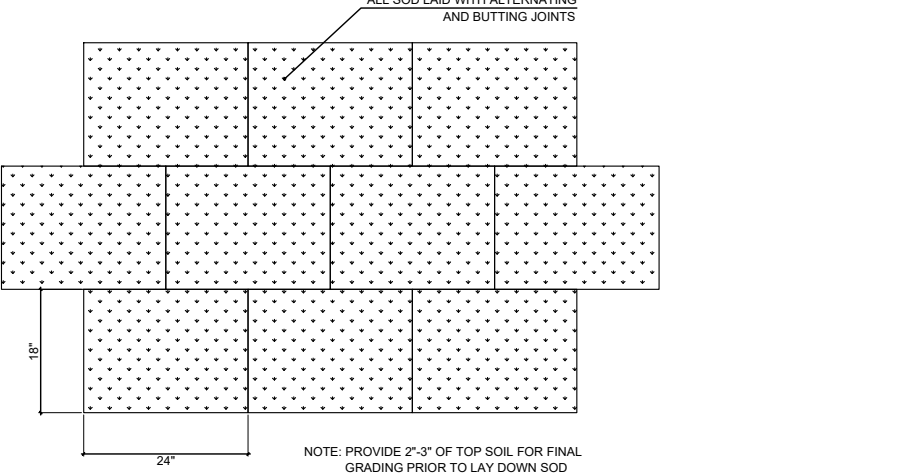 ALL SOD LAID WITH ALTERNATING
AND BUTTING JOINTS
18"
24"
NOTE: PROVIDE 2"-3" OF TOP SOIL FOR FINAL
GRADING PRIOR TO LAY DOWN SOD